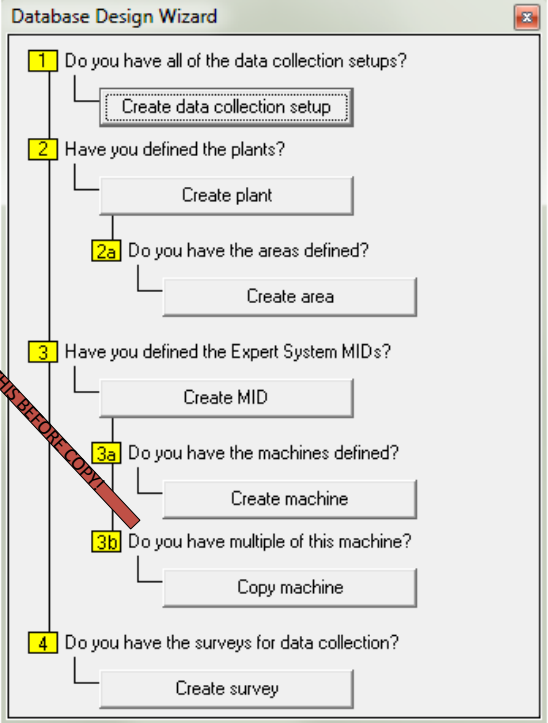 Database Design Wizard
1 Do you have all of the data collection setups?
Create data collection setup
2 Have you defined the plants?
Create plant
2a Do you have the areas defined?
Create area
3 Have you defined the Expert System MIDs?
Create MID
BEFORE COPY!
3a Do you have the machines defined?
Create machine
3b Do you have multiple of this machine?
Copy machine
4 Do you have the surveys for data collection?
Create survey